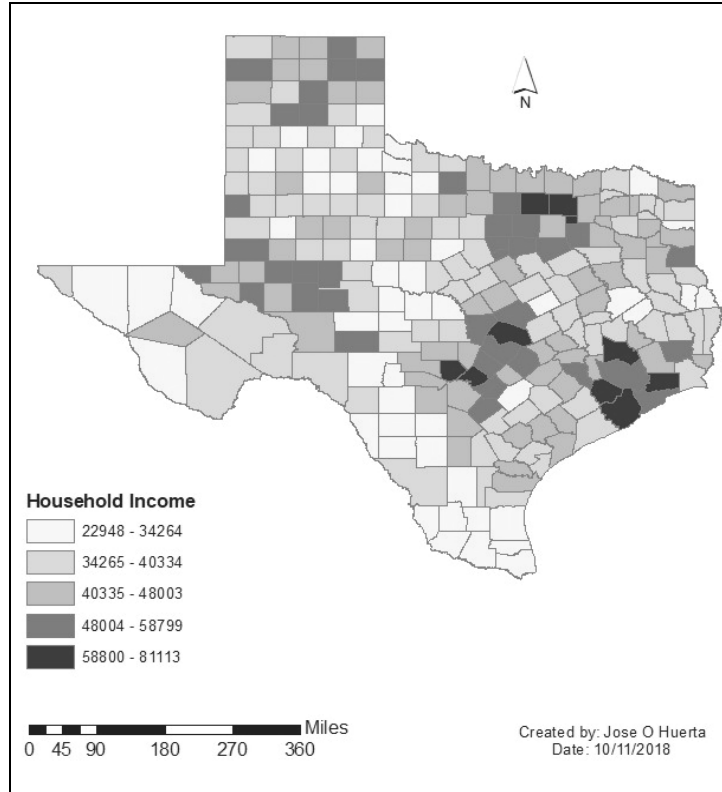 N
Household Income
22948 - 34264
34265 - 40334
40335 - 48003
48004 - 58799
58800 - 81113
Miles
0 45 90 180 270 360
Created by: Jose O Huerta
Date: 10/11/2018